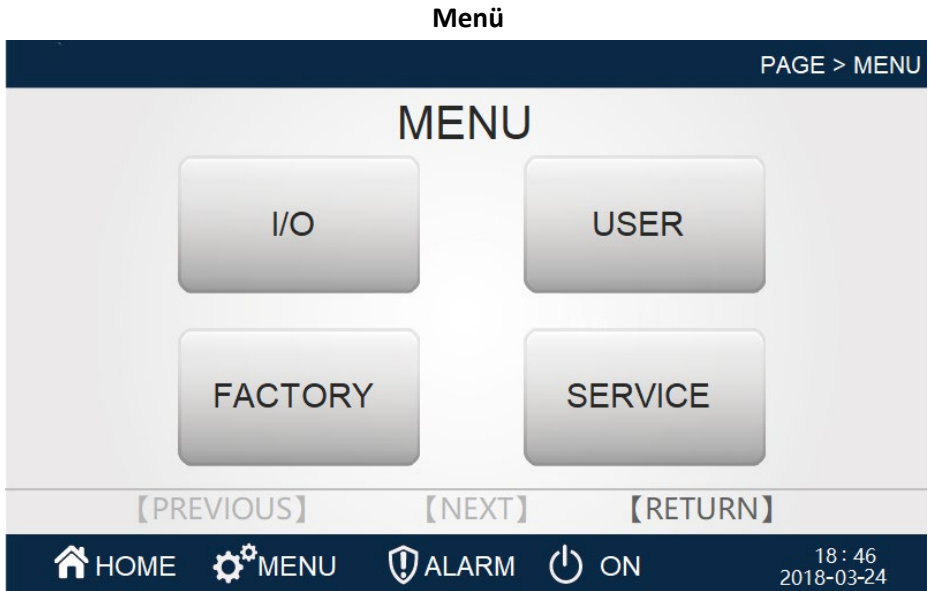 Menü
PAGE > MENU
MENU
I/O USER
FACTORY SERVICE
【PREVIOUS】 【NEXT】 【RETURN】
HOME MENU ALARM ON 18:46
2018-03-24